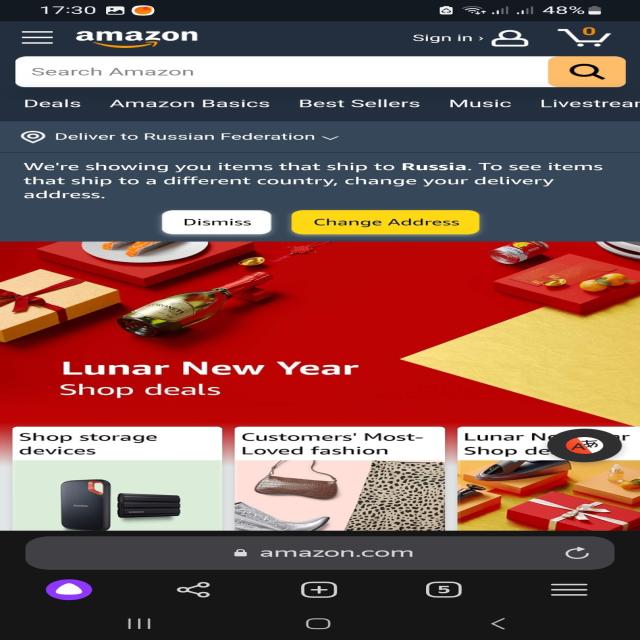 17:30
48%
amazon
Sign in ›
0
Search Amazon
Deals Amazon Basics Best Sellers Music Livestrear
Deliver to Russian Federation
We're showing you items that ship to Russia. To see items
that ship to a different country, change your delivery
address.
Dismiss Change Address
Lunar New Year
Shop deals
Shop storage
devices
Customers' Most-
Loved fashion
Lunar Ne r
Shop de
amazon.com
5